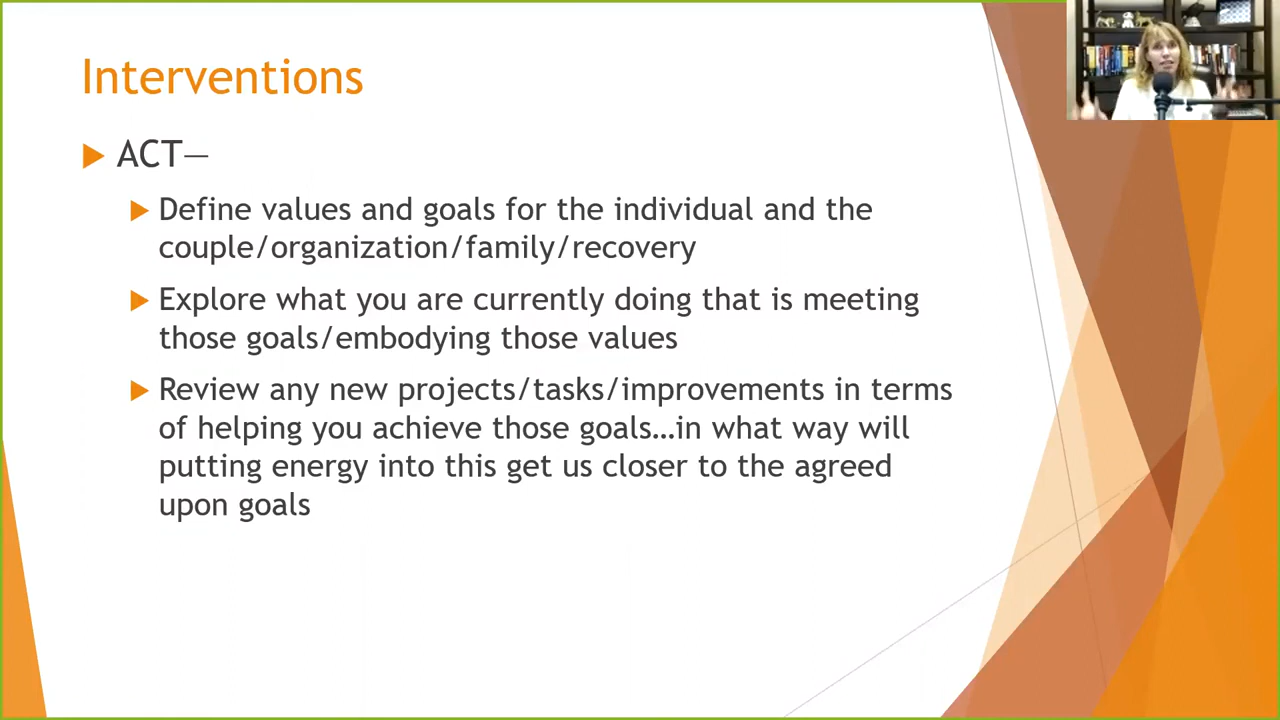 Interventions
ACT—
Define values and goals for the individual and the
couple/organization/family/recovery
Explore what you are currently doing that is meeting
those goals/embodying those values
Review any new projects/tasks/improvements in terms
of helping you achieve those goals…in what way will
putting energy into this get us closer to the agreed
upon goals